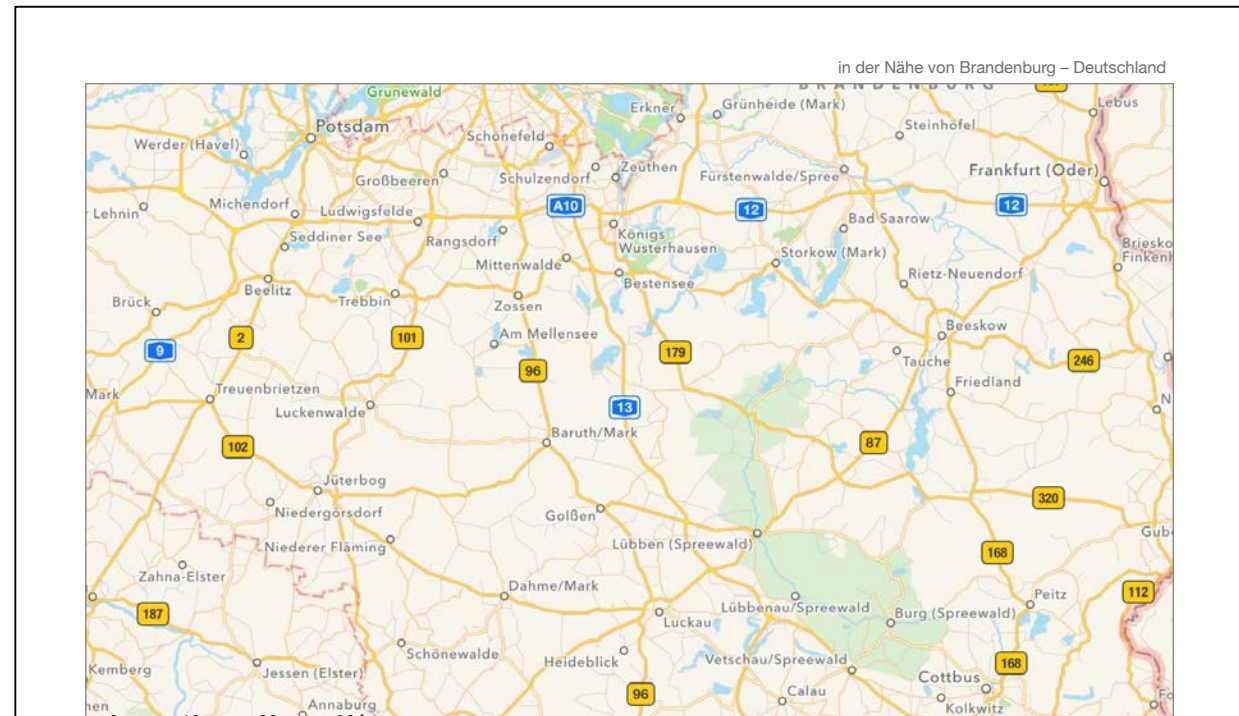 in der Nähe von Brandenburg – Deutschland
BRANDENBURG
Grunewald
Erkner
Grünheide (Mark)
Lebus
Potsdam
Steinhöfel
Werder (Havel)
Schönefeld
Großbeeren
Schulzendorf
Zeuthen
Fürstenwalde/Spree
Frankfurt (Oder)
Lehnin
Michendorf
Ludwigsfelde
A10
12
12
Bad Saarow
Seddiner See
Rangsdorf
Königs
Wusterhausen
Storkow (Mark)
Mittenwalde
Bestensee
Rietz-Neuendorf
Beelitz
Trebbin
Zossen
Brück
2
101
Am Mellensee
Beeskow
9
96
179
Tauche
246
Mark
Treuenbrietzen
Luckenwalde
13
Friedland
102
Baruth/Mark
87
Jüterbog
Niedergörsdorf
Golßen
320
Niederer Fläming
Lübben (Spreewald)
168
Zahna-Elster
Dahme/Mark
Peitz
112
187
Luckau
Lübbenau/Spreewald
Burg (Spreewald)
Kemberg
Jessen (Elster)
Schönewalde
Heideblick
Vetschau/Spreewald
168
Cottbus
Annaburg
96
Calau
Kolkwitz